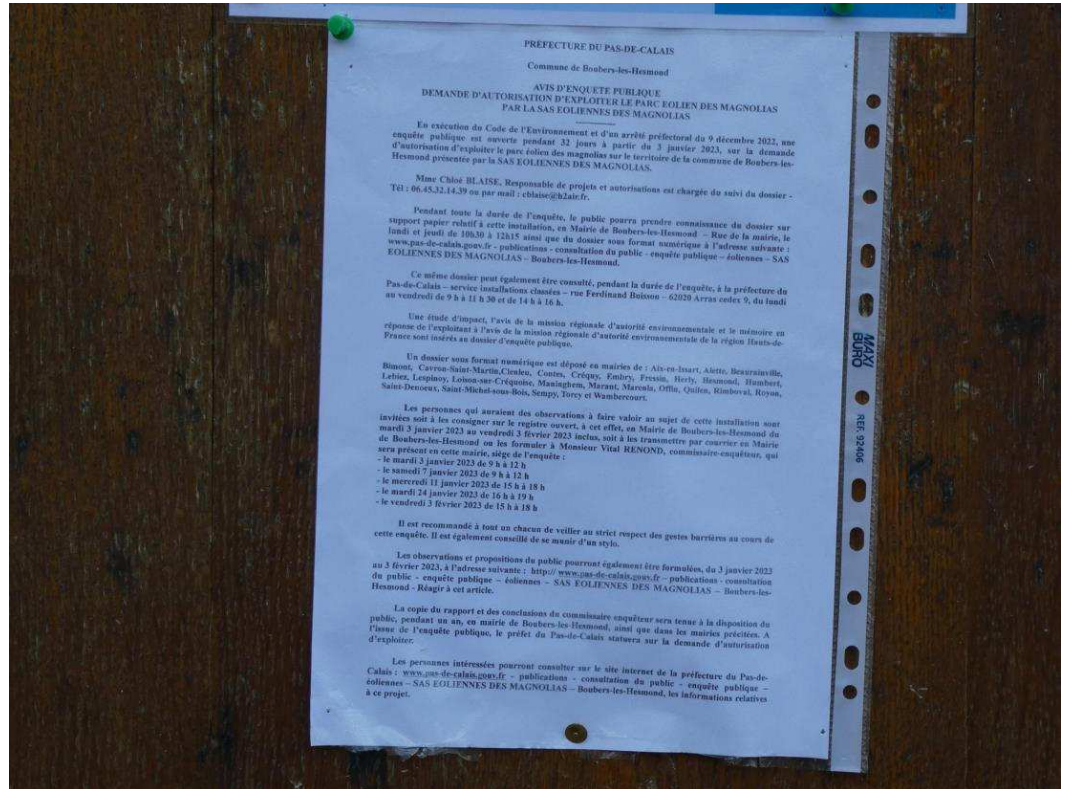 PREFECTURE DU PAS-DE-CALAIS
Commune de Boubers-les-Hesmond
AVIS D'ENQUETE PUBLIQUE
DEMANDE D'AUTORISATION D'EXPLOITER LE PARC EOLIEN DES MAGNOLIAS
PAR LA SAS EOLIENNES DES MAGNOLIAS
En exécution du Code de l'Environnement et d'un arrêté préfectoral du 9 décembre 2022, une
enquête publique est ouverte pendant 32 jours à partir du 3 janvier 2023, sur la demande
d'autorisation d'exploiter le parc éolien des magnolias sur le territoire de la commune de Boubers-les-
Hesmond présentée par la SAS EOLIENNES DES MAGNOLIAS.
Mme Chloé BLAISE, Responsable de projets et autorisations est chargée du suivi du dossier -
Tél : 06.45.32.14.39 ou par mail : cblaise@h2air.fr.
Pendant toute la durée de l'enquête, le public pourra prendre connaissance du dossier sur
support papier relatif à cette installation, en Mairie de Boubers-les-Hesmond – Rue de la mairie, le
lundi et jeudi de 10h30 à 12h15 ainsi que du dossier sous format numérique à l'adresse suivante :
www.pas-de-calais.gouv.fr - publications - consultation du public - enquête publique – éoliennes – SAS
EOLIENNES DES MAGNOLIAS – Boubers-les-Hesmond.
Ce même dossier peut également être consulté, pendant la durée de l'enquête, à la préfecture du
Pas-de-Calais – service installations classées – rue Ferdinand Buisson – 62020 Arras cedex 9, du lundi
au vendredi de 9 h à 11 h 30 et de 14 h à 16 h.
Une étude d'impact, l'avis de la mission régionale d'autorité environnementale et le mémoire en
réponse de l'exploitant à l'avis de la mission régionale d'autorité environnementale de la région Hauts-de-
France sont insérés au dossier d'enquête publique.
Un dossier sous format numérique est déposé en mairies de : Aix-en-Issart, Alette, Beaurainville,
Bimont, Cavron-Saint-Martin,Clenleu, Contes, Créquy, Embry, Fressin, Herly, Hesmond, Humbert,
Lebiez, Lespinoy, Loison-sur-Créquoise, Maninghem, Marant, Marenla, Offin, Quilen, Rimboval, Royon,
Saint-Denoeux, Saint-Michel-sous-Bois, Sempy, Torcy et Wambercourt.
Les personnes qui auraient des observations à faire valoir au sujet de cette installation sont
invitées soit à les consigner sur le registre ouvert, à cet effet, en Mairie de Boubers-les-Hesmond du
mardi 3 janvier 2023 au vendredi 3 février 2023 inclus, soit à les transmettre par courrier en Mairie
de Boubers-les-Hesmond ou les formuler à Monsieur Vital RENOND, commissaire-enquêteur, qui
sera présent en cette mairie, siège de l'enquête :
- le mardi 3 janvier 2023 de 9 h à 12 h
- le samedi 7 janvier 2023 de 9 h à 12 h
- le mercredi 11 janvier 2023 de 15 h à 18 h
- le mardi 24 janvier 2023 de 16 h à 19 h
- le vendredi 3 février 2023 de 15 h à 18 h
Il est recommandé à tout un chacun de veiller au strict respect des gestes barrières au cours de
cette enquête. Il est également conseillé de se munir d'un stylo.
Les observations et propositions du public pourront également être formulées, du 3 janvier 2023
au 3 février 2023, à l'adresse suivante : http:// www.pas-de-calais.gouv.fr – publications - consultation
du public - enquête publique – éoliennes - SAS EOLIENNES DES MAGNOLIAS – Boubers-les-
Hesmond - Réagir à cet article.
La copie du rapport et des conclusions du commissaire enquêteur sera tenue à la disposition du
public, pendant un an, en mairie de Boubers-les-Hesmond, ainsi que dans les mairies précitées. A
l'issue de l'enquête publique, le préfet du Pas-de-Calais statuera sur la demande d'autorisation
d'exploiter.
Les personnes intéressées pourront consulter sur le site internet de la préfecture du Pas-de-
Calais : www.pas-de-calais.gouv.fr - publications - consultation du public - enquête publique –
éoliennes – SAS EOLIENNES DES MAGNOLIAS – Boubers-les-Hesmond, les informations relatives
à ce projet.
MAXI
BURO
REF. 92406